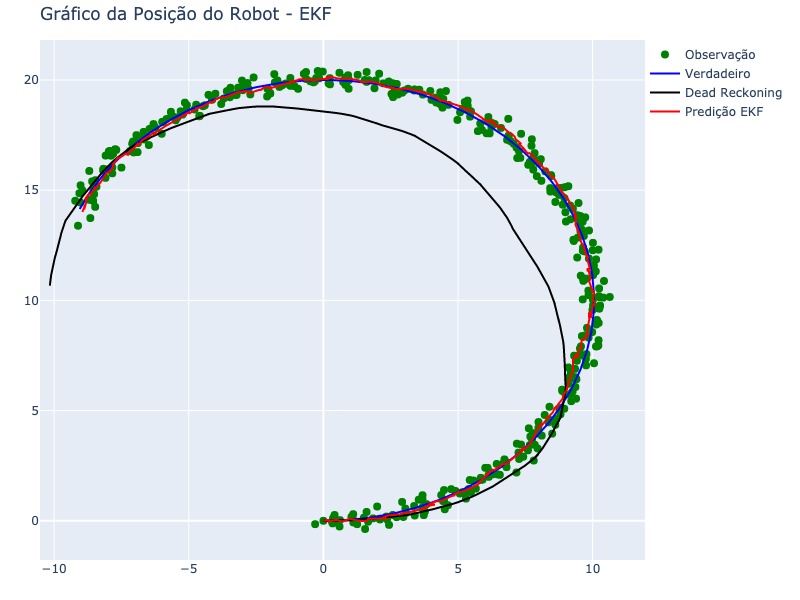 Gráfico da Posição do Robot - EKF
Observação
Verdadeiro
Dead Reckoning
Predição EKF
20
15
10
5
0
−10 −5 0 5 10